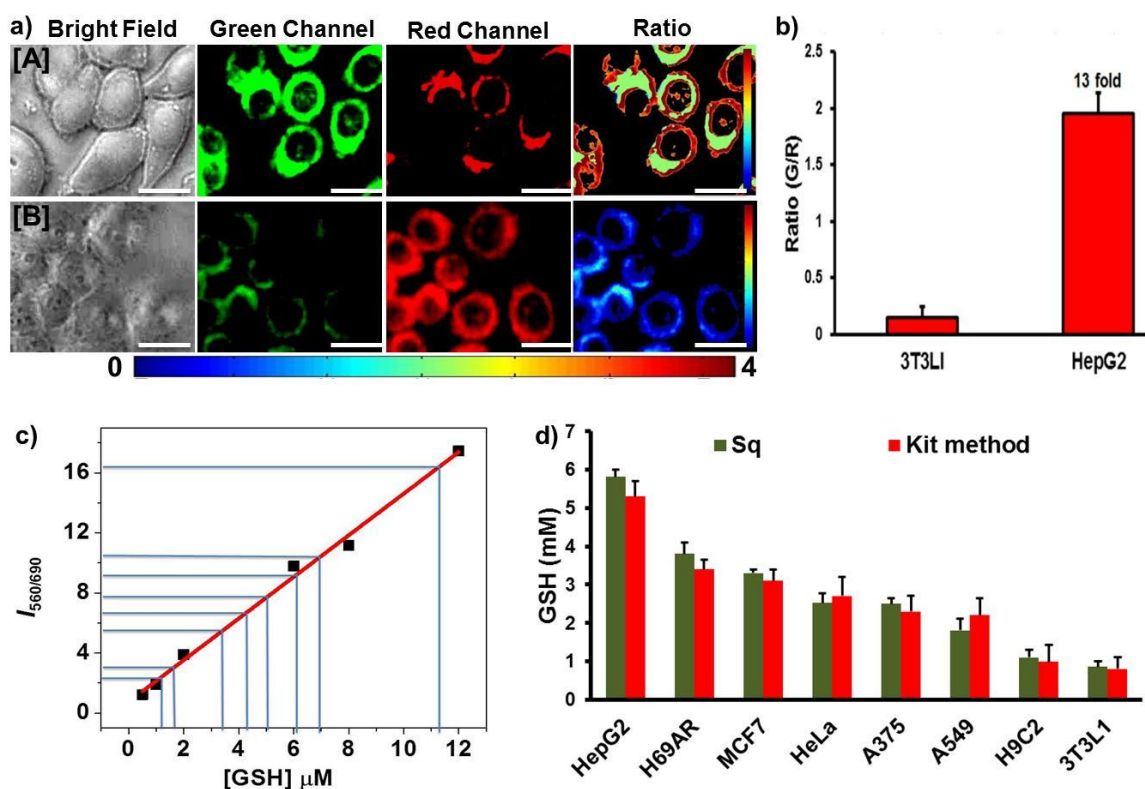 a) Bright Field Green Channel Red Channel Ratio
[A]
[B]
0 4
b)
Ratio (G/R)
2.5
2
1.5
1
0.5
0
13 fold
3T3LI HepG2
c)
I560/690
16
12
8
4
0
0 2 4 6 8 10 12
[GSH] μM
d)
Sq Kit method
GSH (mM)
7
6
5
4
3
2
1
0
HepG2 H69AR MCF7 HeLa A375 A549 H9C2 3T3L1